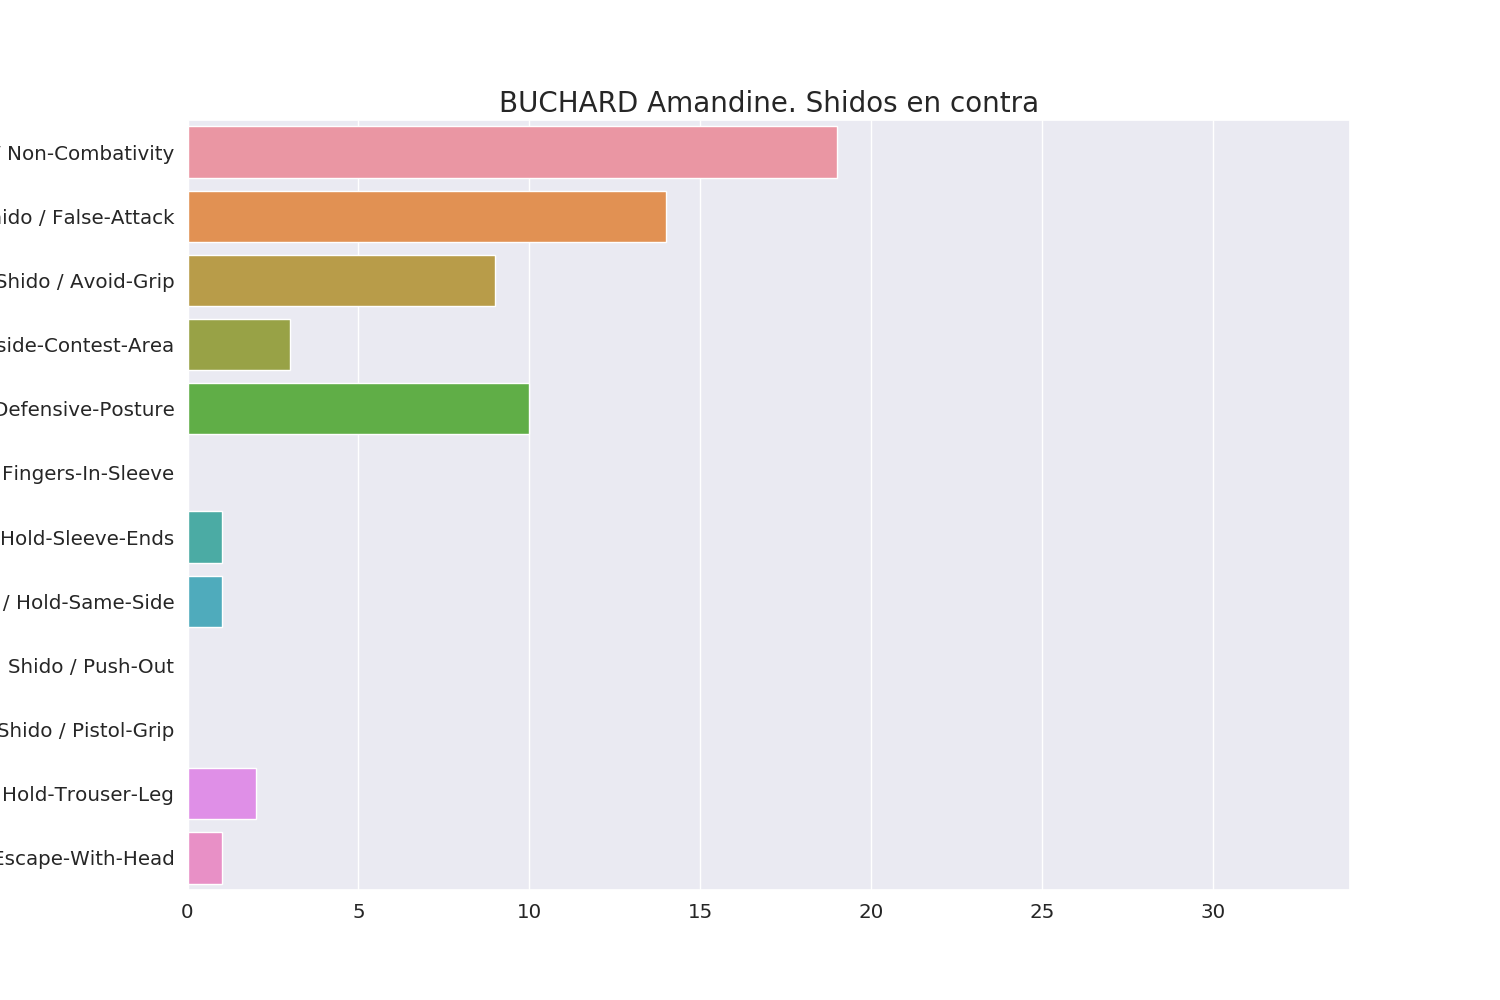 BUCHARD Amandine. Shidos en contra
/ Non-Combativity
ido / False-Attack
Shido / Avoid-Grip
side-Contest-Area
Defensive-Posture
Fingers-In-Sleeve
Hold-Sleeve-Ends
/ Hold-Same-Side
Shido / Push-Out
Shido / Pistol-Grip
Hold-Trouser-Leg
Escape-With-Head
0 5 10 15 20 25 30